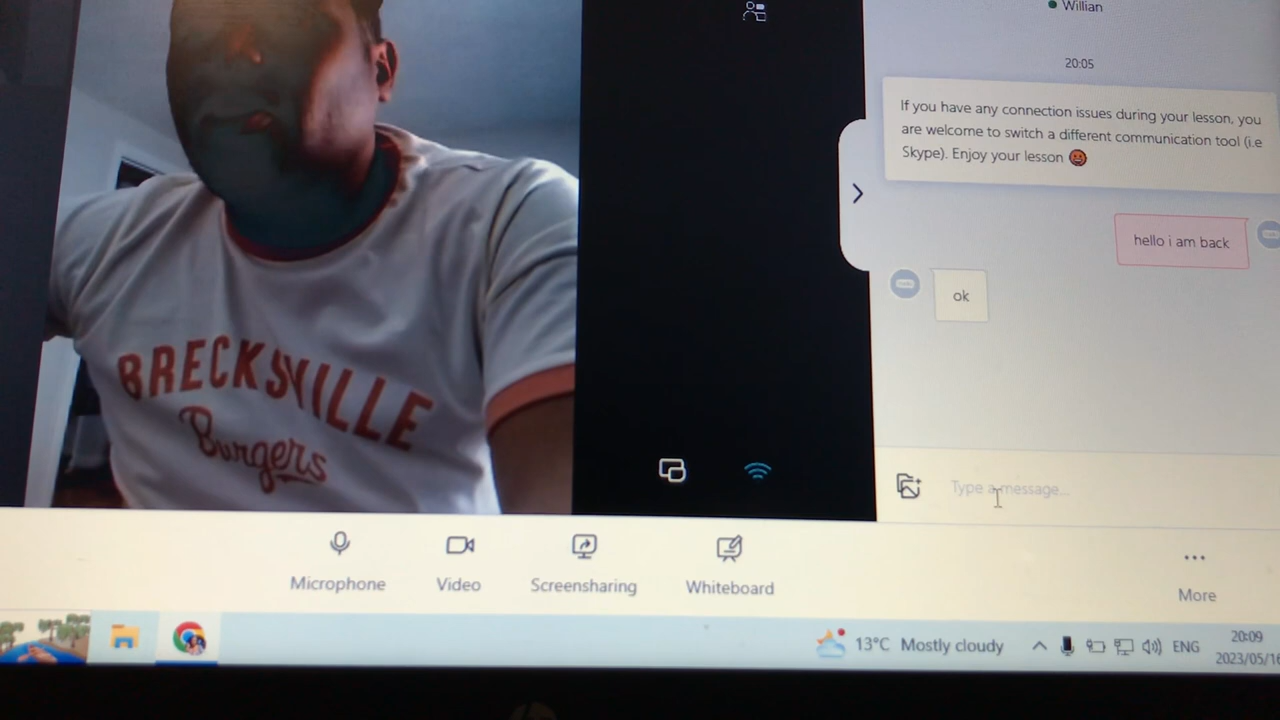 Willian
20:05
If you have any connection issues during your lesson, you
are welcome to switch a different communication tool (i.e
Skype). Enjoy your lesson
hello i am back
ok
BRECKSVILLE
Burgers
Type a message...
Microphone
Video
Screensharing
Whiteboard
More
13°C Mostly cloudy
ENG
20:09
2023/05/16